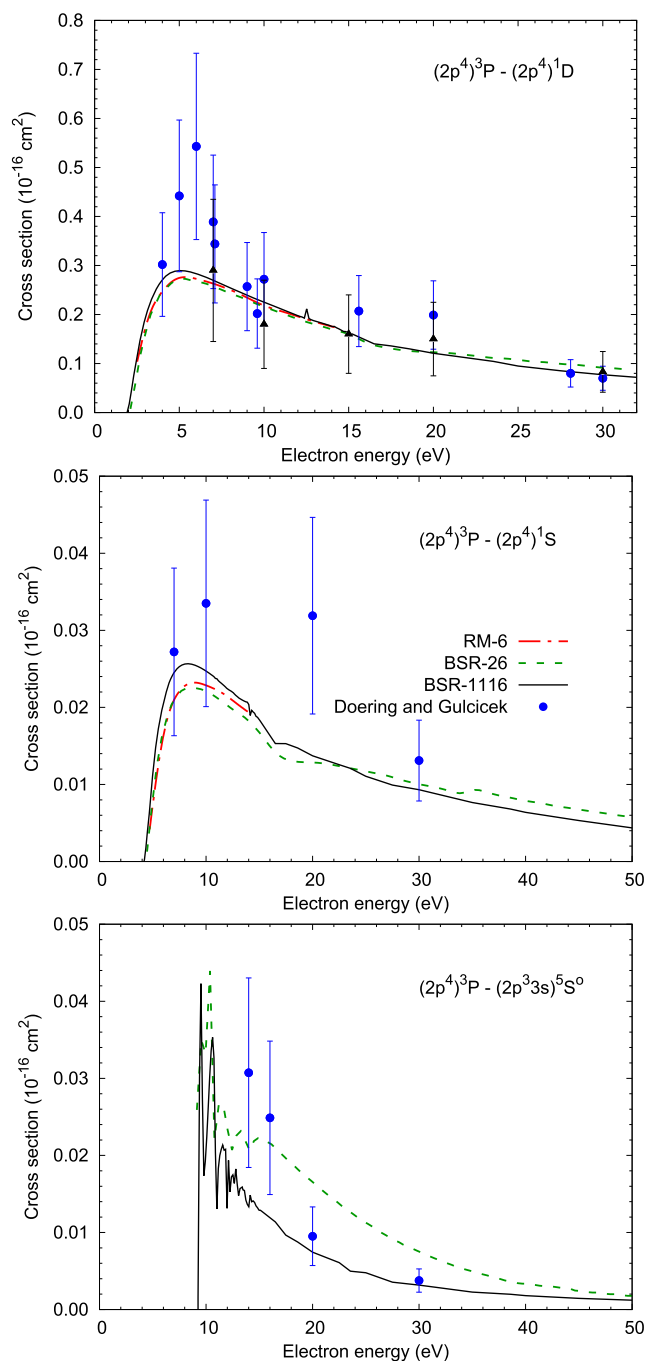 0.8
0.7
0.6
0.5
0.4
0.3
0.2
0.1
0.0
Cross section (10⁻¹⁶ cm²)
(2p⁴)³P - (2p⁴)¹D
0 5 10 15 20 25 30
Electron energy (eV)
0.05
0.04
0.03
0.02
0.01
0.00
Cross section (10⁻¹⁶ cm²)
(2p⁴)³P - (2p⁴)¹S
RM-6
BSR-26
BSR-1116
Doering and Gulcicek
0 10 20 30 40 50
Electron energy (eV)
0.05
0.04
0.03
0.02
0.01
0.00
Cross section (10⁻¹⁶ cm²)
(2p⁴)³P - (2p³3s)⁵Sᵒ
0 10 20 30 40 50
Electron energy (eV)